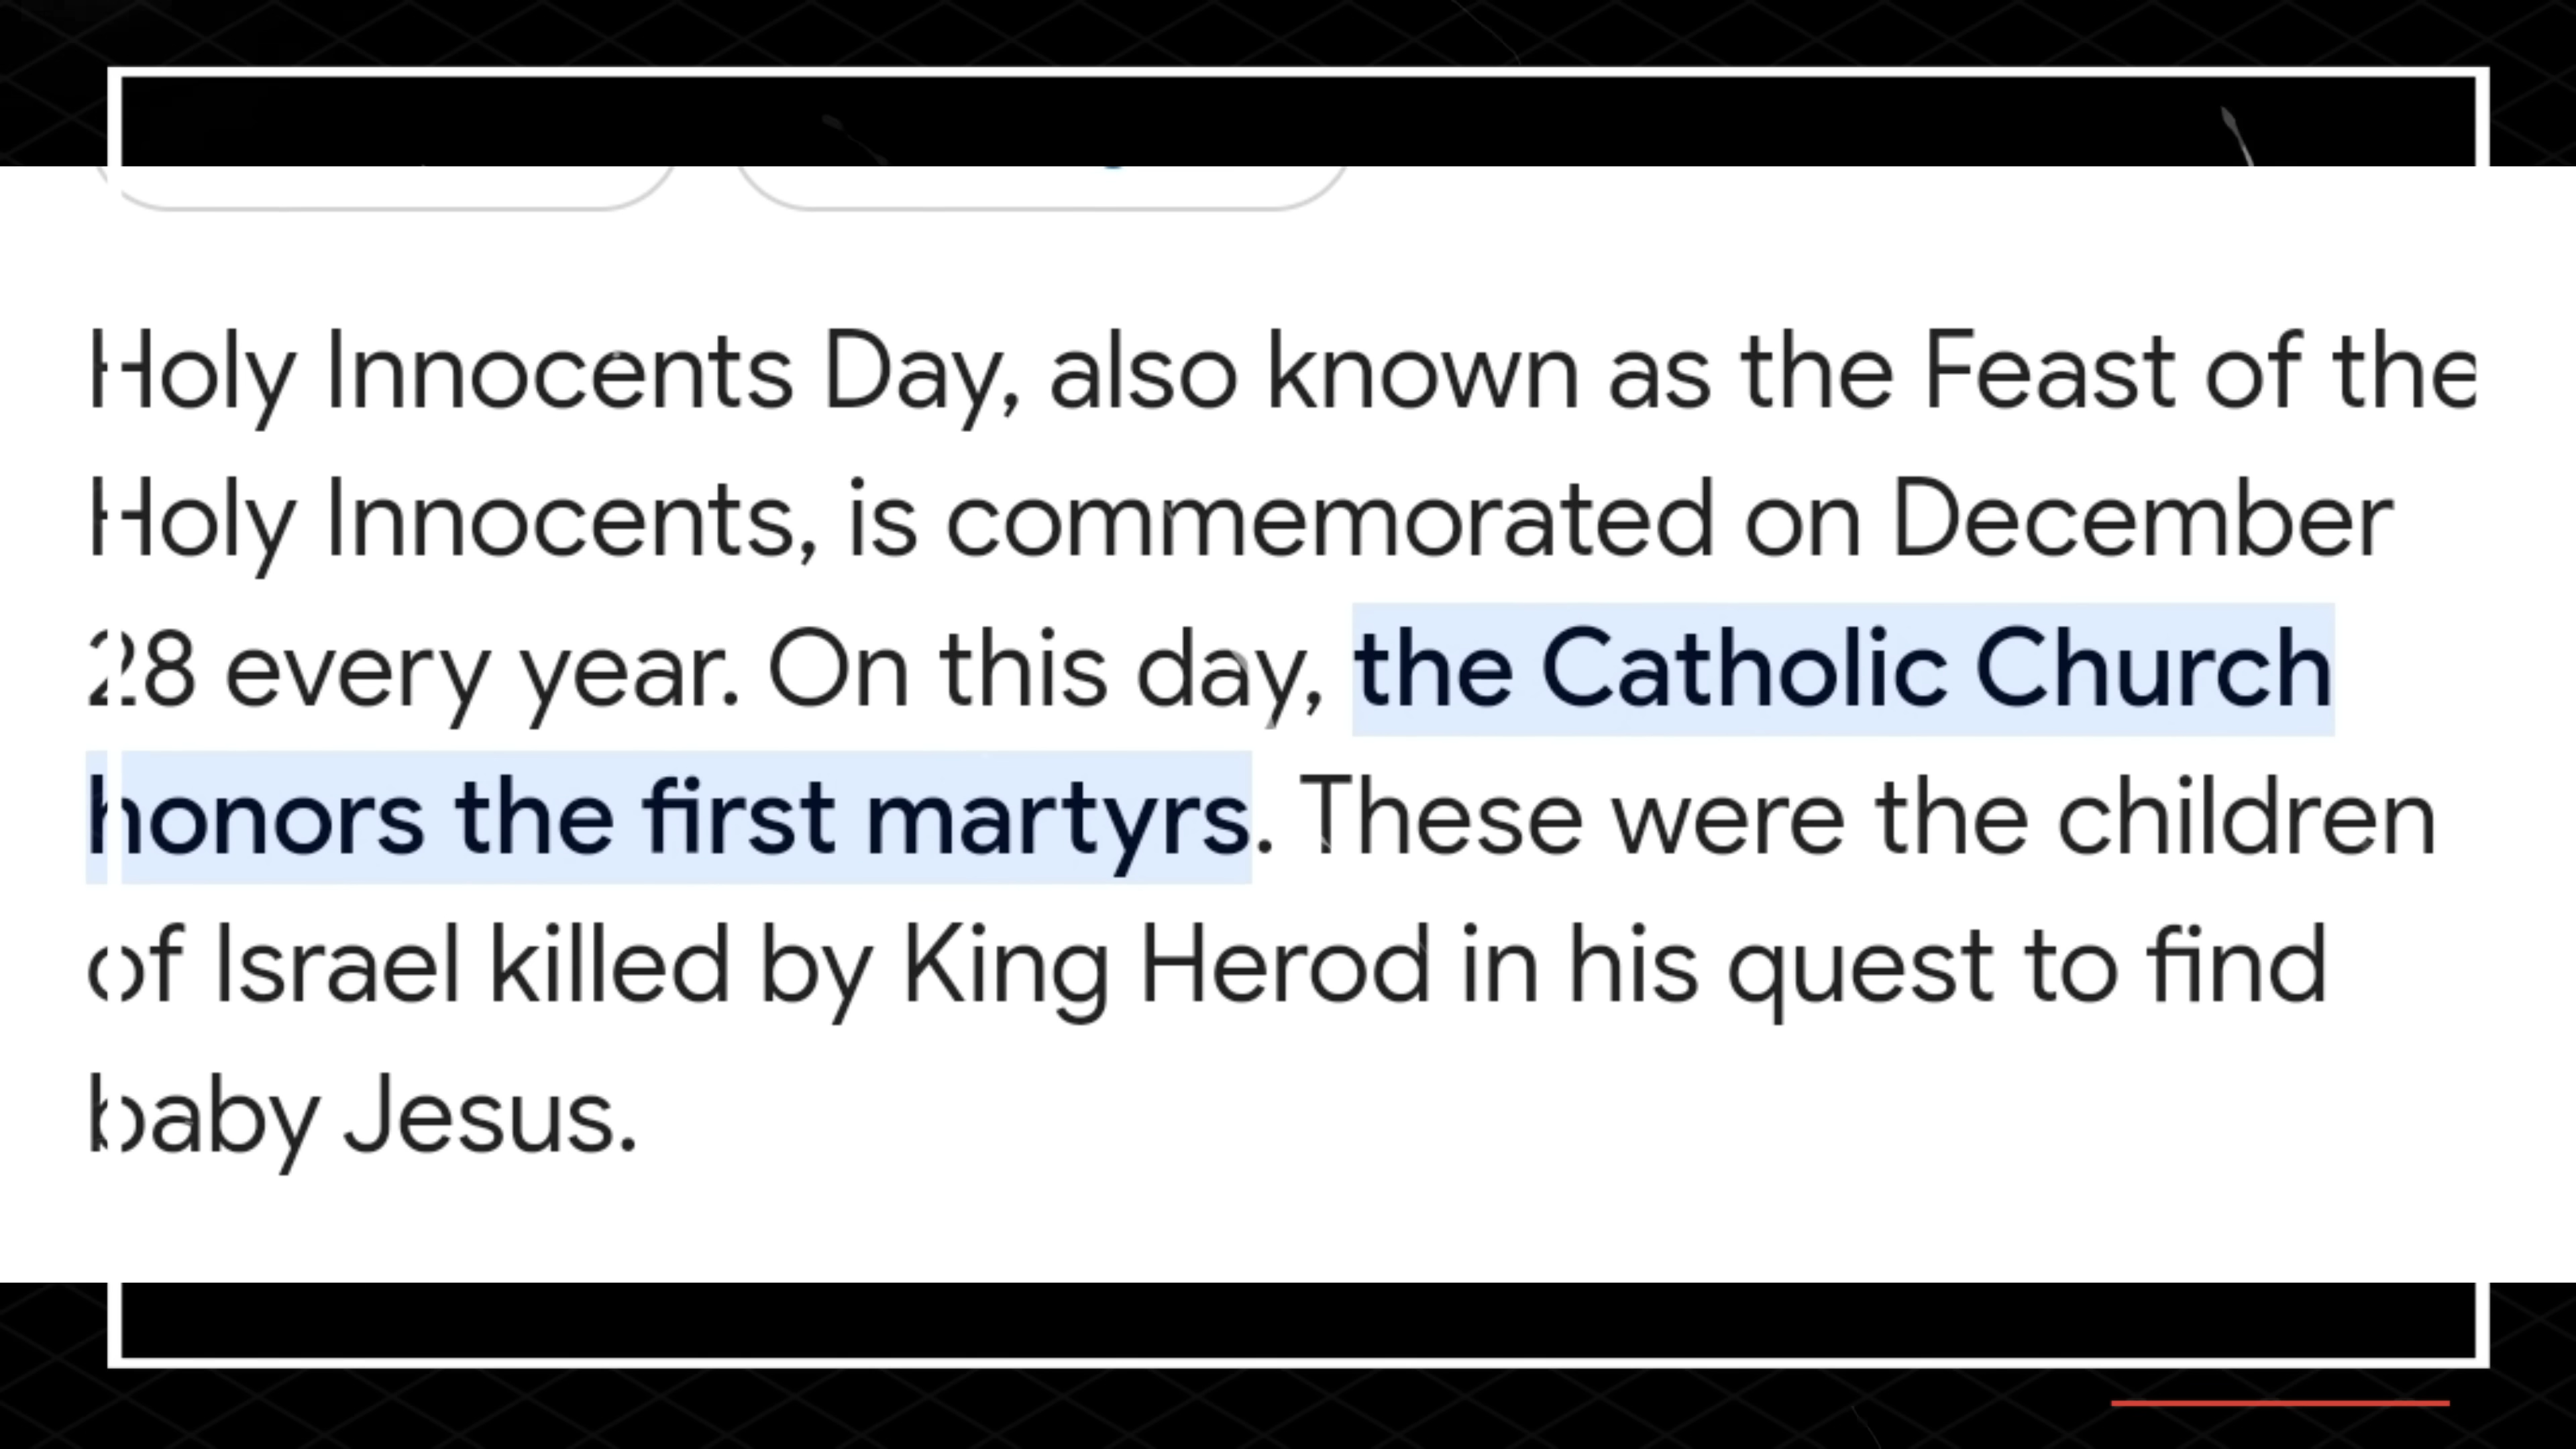 Holy Innocents Day, also known as the Feast of the
Holy Innocents, is commemorated on December
28 every year. On this day, the Catholic Church
honors the first martyrs. These were the children
of Israel killed by King Herod in his quest to find
baby Jesus.